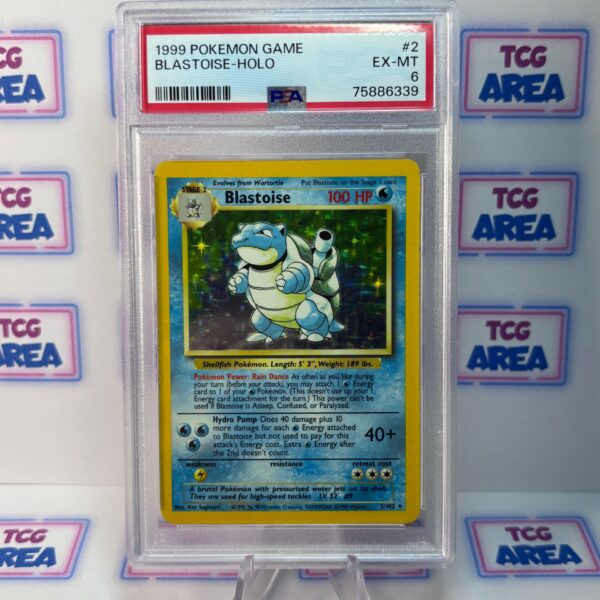 1999 POKEMON GAME #2
BLASTOISE-HOLO EX-MT
6
PSA 75886339
TCG AREA
TCG AREA
TCG AREA
TCG AREA
TCG AREA
TCG AREA
TCG AREA
TCG AREA
Evolves from Wartortle Put Blastoise on the Stage 1 card
STAGE 2
Blastoise 100 HP
Shellfish Pokémon. Length: 5' 3", Weight: 189 lbs.
Pokémon Power: Rain Dance As often as you like during
your turn (before your attack), you may attach 1 Energy
card to 1 of your Pokémon. (This doesn't use up your 1
Energy card attachment for the turn.) This power can't be
used if Blastoise is Asleep, Confused, or Paralyzed.
Hydro Pump Does 40 damage plus 10
more damage for each Energy attached
to Blastoise but not used to pay for this
attack's Energy cost. Extra Energy after
the 2nd doesn't count.
40+
weakness resistance retreat cost
A brutal Pokémon with pressurized water jets on its shell.
They are used for high-speed tackles. LV. 52 #9
Illus. Ken Sugimori 2/102